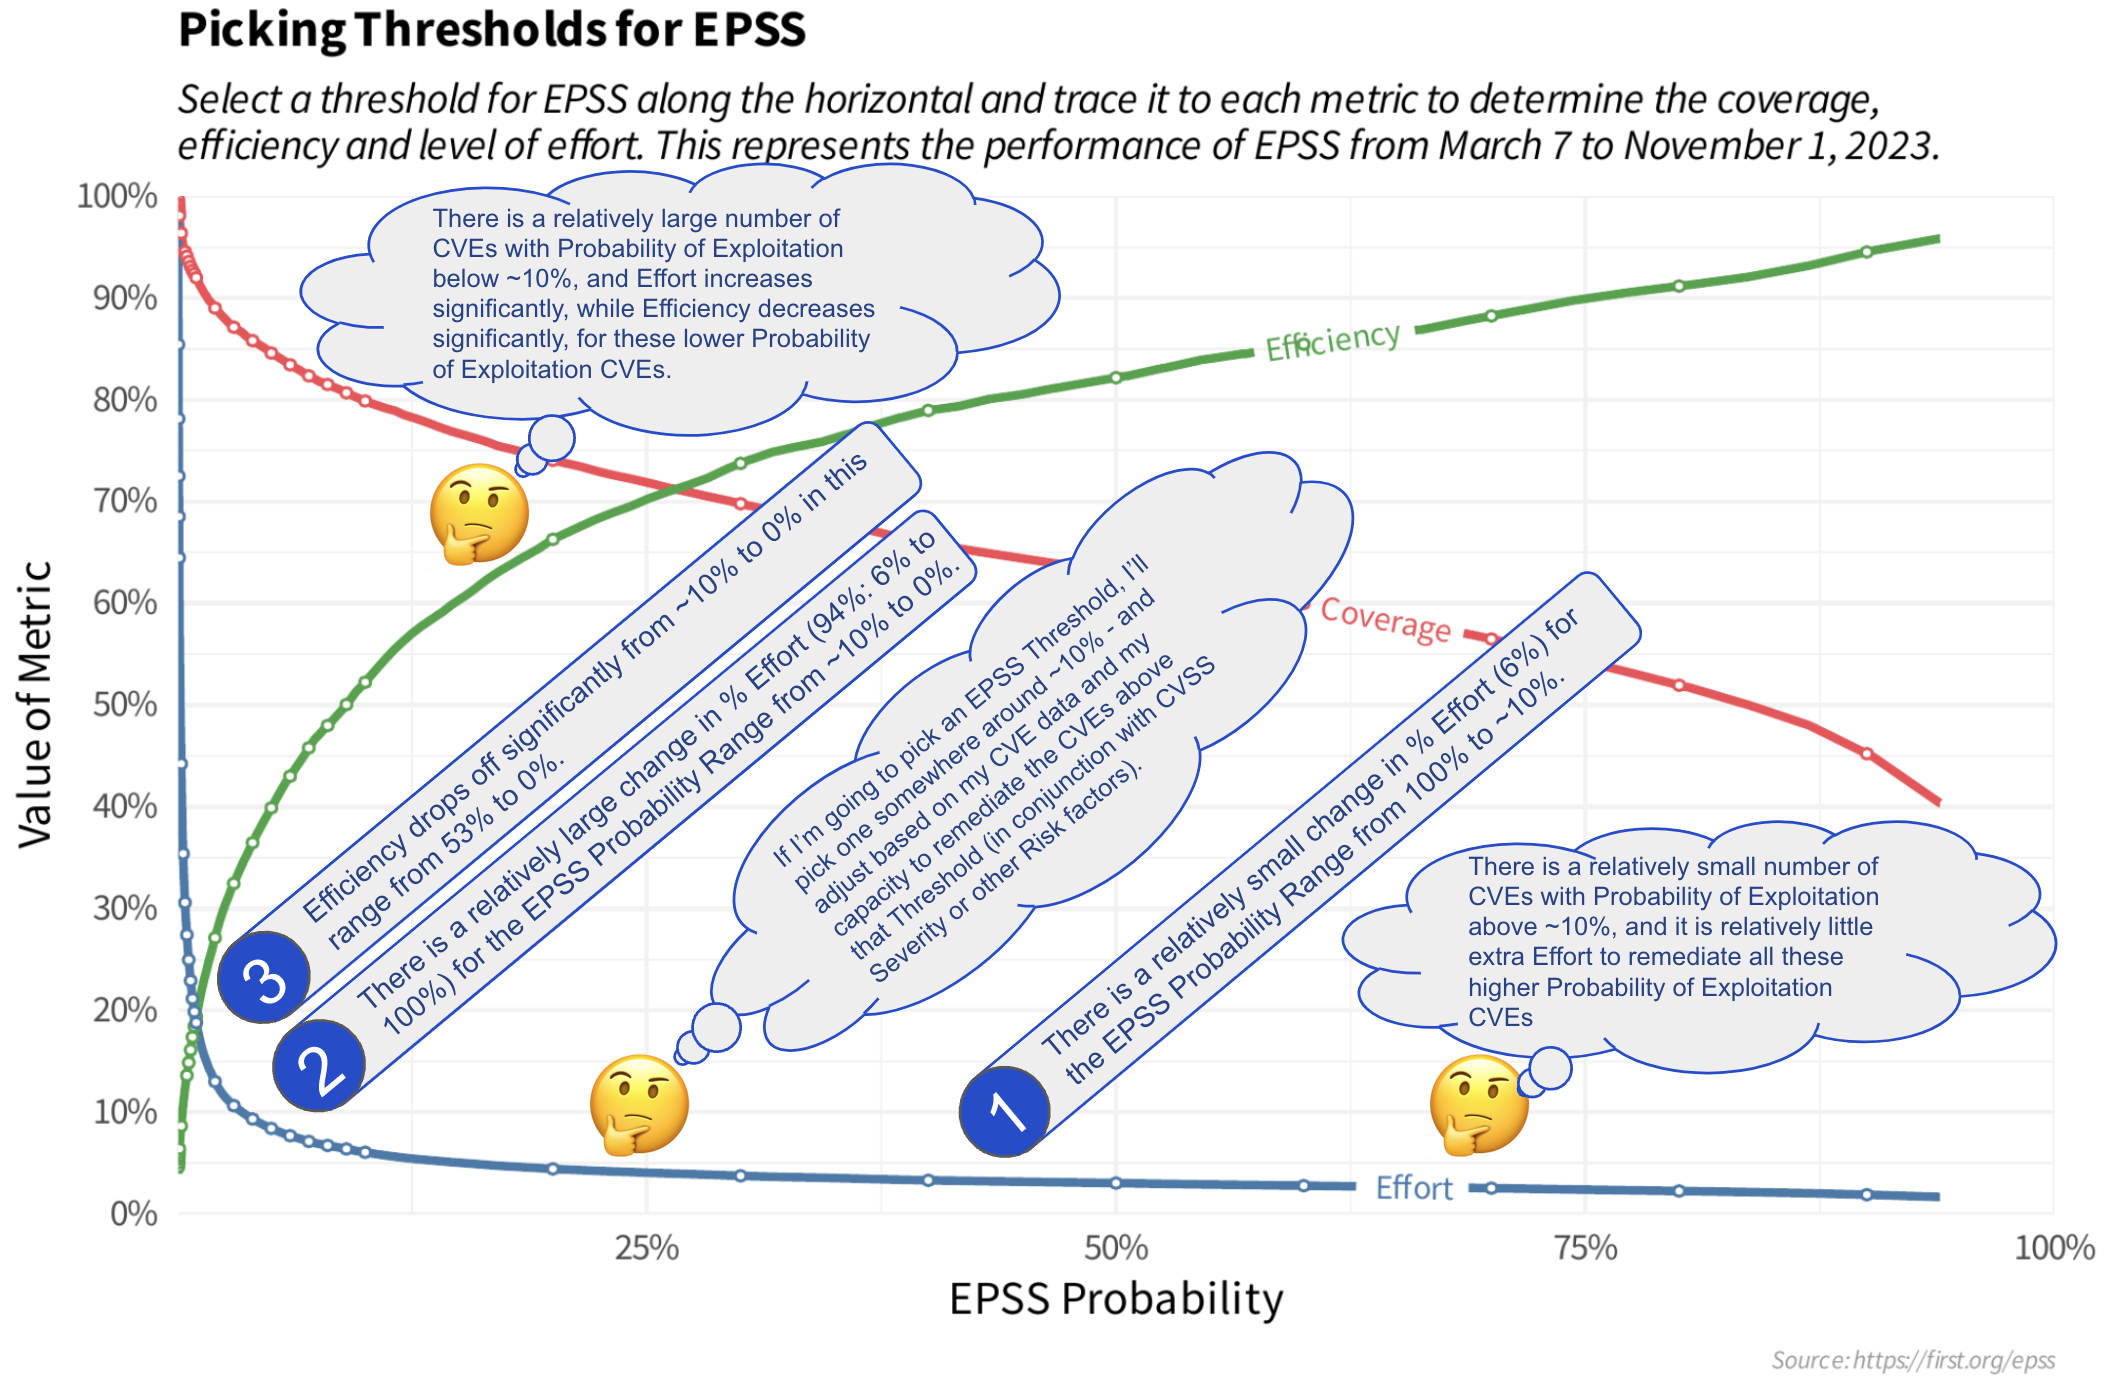 Picking Thresholds for EPSS
Select a threshold for EPSS along the horizontal and trace it to each metric to determine the coverage,
efficiency and level of effort. This represents the performance of EPSS from March 7 to November 1, 2023.
Value of Metric
100%
90%
80%
70%
60%
50%
40%
30%
20%
10%
0%
There is a relatively large number of
CVEs with Probability of Exploitation
below ~10%, and Effort increases
significantly, while Efficiency decreases
significantly, for these lower Probability
of Exploitation CVEs.
Efficiency
Coverage
Effort
3
Efficiency drops off significantly from ~10% to 0% in this
range from 53% to 0%.
2
There is a relatively large change in % Effort (94%: 6% to
100%) for the EPSS Probability Range from ~10% to 0%.
If I'm going to pick an EPSS Threshold, I'll
pick one somewhere around ~10% - and
adjust based on my CVE data and my
capacity to remediate the CVEs above
that Threshold (in conjunction with CVSS
Severity or other Risk factors).
1
There is a relatively small change in % Effort (6%) for
the EPSS Probability Range from 100% to ~10%.
There is a relatively small number of
CVEs with Probability of Exploitation
above ~10%, and it is relatively little
extra Effort to remediate all these
higher Probability of Exploitation
CVEs
25%
50%
75%
100%
EPSS Probability
Source: https://first.org/epss